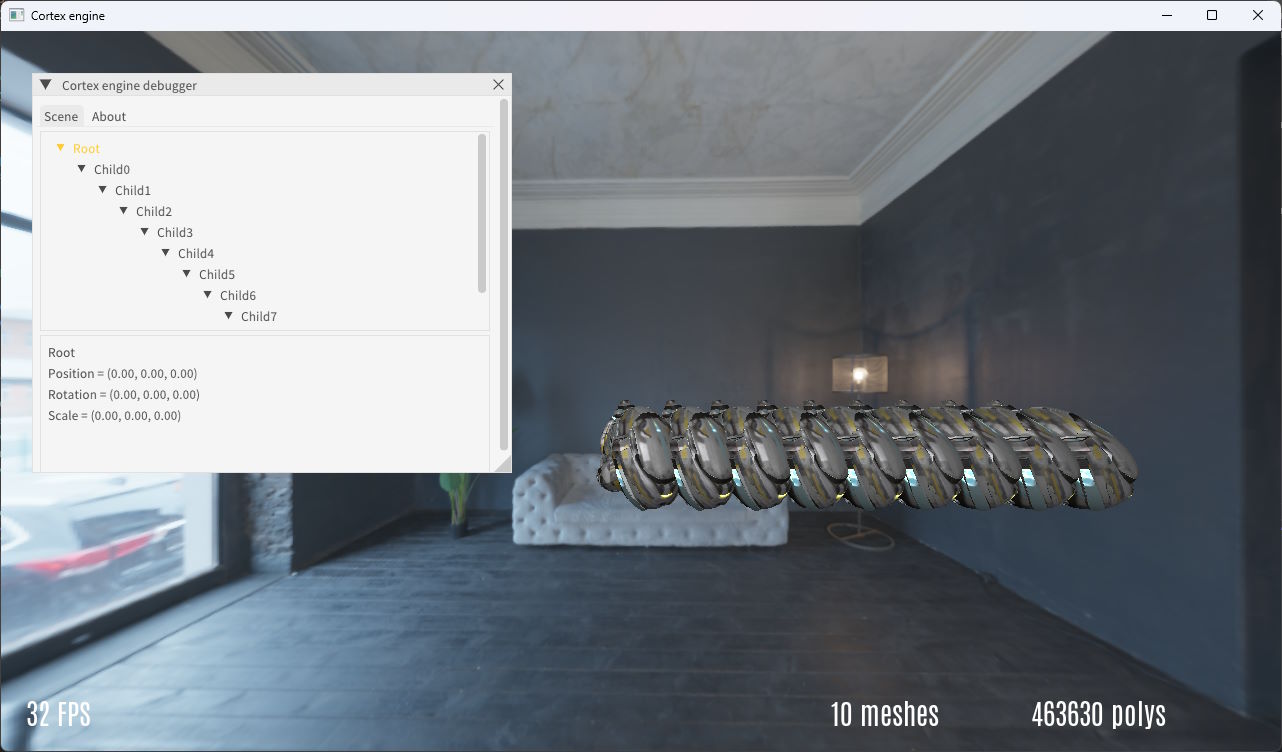 Cortex engine
Cortex engine debugger
Scene About
Root
Child0
Child1
Child2
Child3
Child4
Child5
Child6
Child7
Root
Position = (0.00, 0.00, 0.00)
Rotation = (0.00, 0.00, 0.00)
Scale = (0.00, 0.00, 0.00)
32 FPS 10 meshes 463630 polys